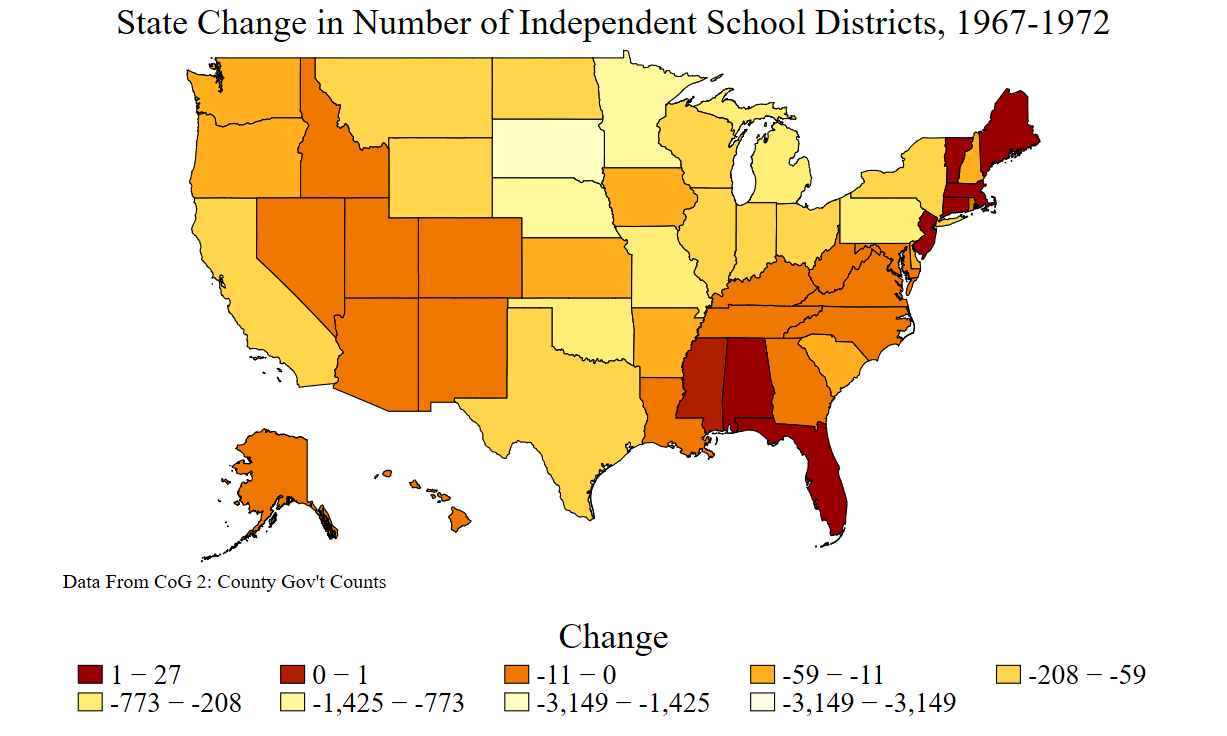 State Change in Number of Independent School Districts, 1967-1972
Data From CoG 2: County Gov't Counts
Change
1 − 27 0 − 1 -11 − 0 -59 − -11 -208 − -59
-773 − -208 -1,425 − -773 -3,149 − -1,425 -3,149 − -3,149